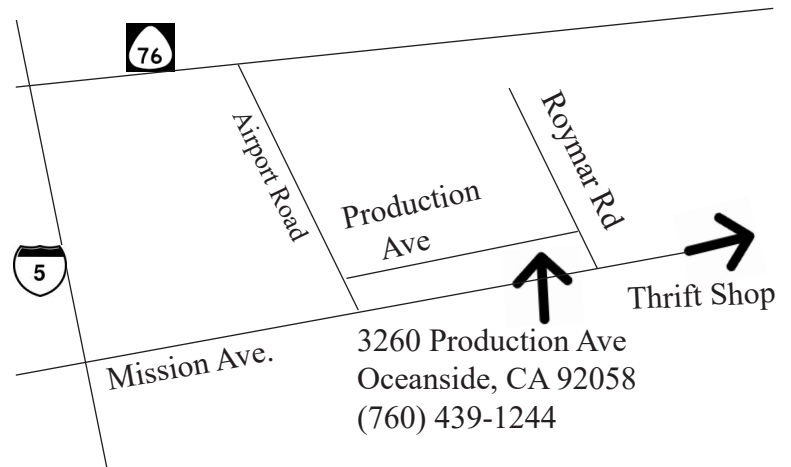 76
Airport Road
Roymar Rd
Production
Ave
5
Thrift Shop
Mission Ave.
3260 Production Ave
Oceanside, CA 92058
(760) 439-1244